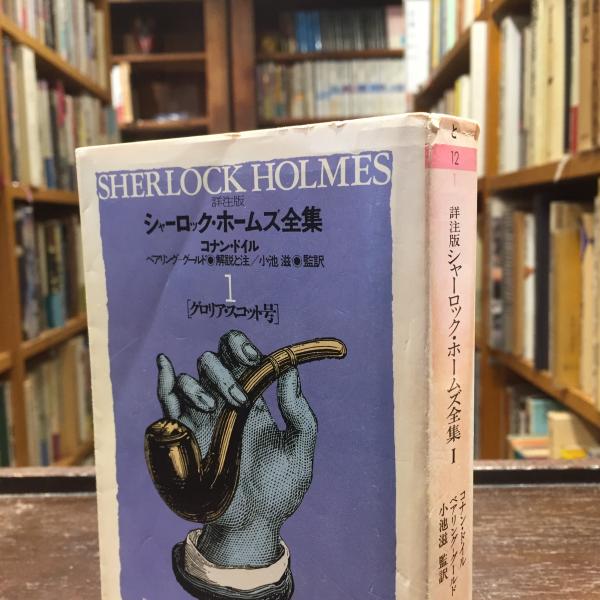 SHERLOCK HOLMES
詳注版
シャーロック・ホームズ全集
コナン・ドイル
ベアリング−グールド◉解説と注/小池 滋◉監訳
1
[グロリア・スコット号]
と
12
1
詳注版 シャーロック・ホームズ全集 1
コナン・ドイル
ベアリング−グールド
小池 滋 監訳